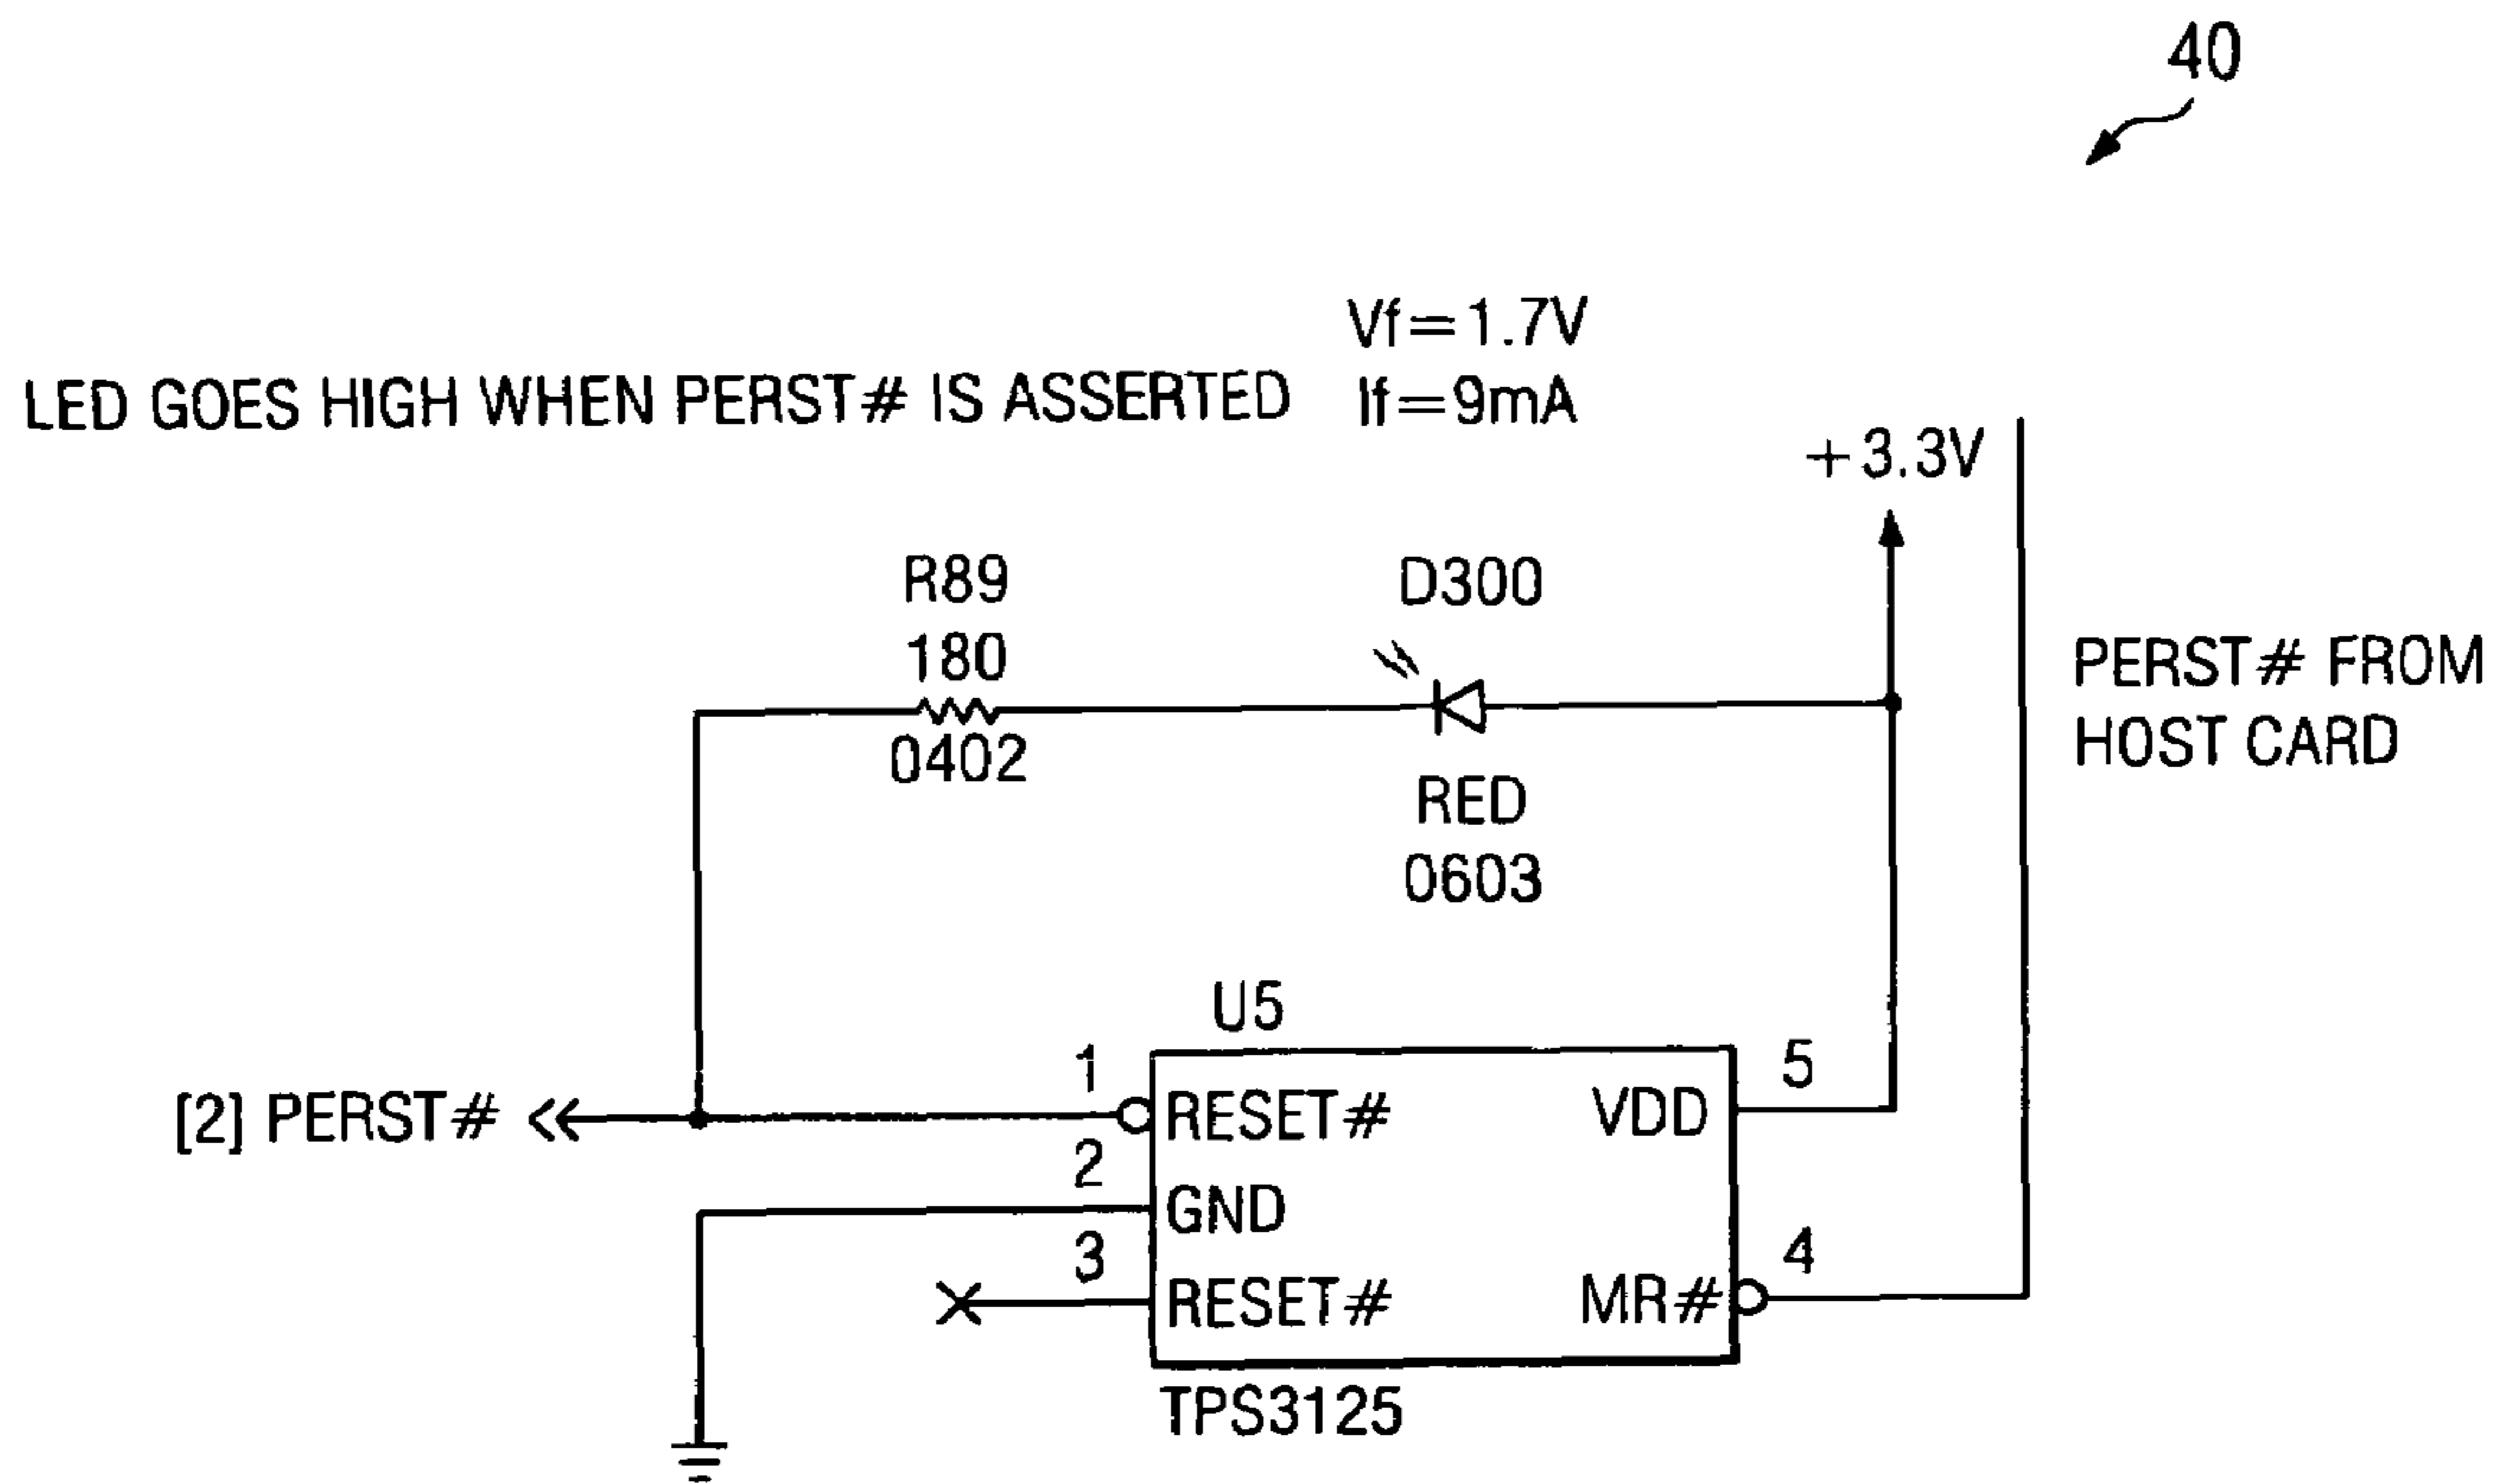 40
Vf=1.7V
LED GOES HIGH WHEN PERST# IS ASSERTED
If=9mA
+3.3V
R89
180
0402
D300
RED
0603
PERST# FROM
HOST CARD
U5
1
5
[2] PERST#
RESET#
VDD
2
GND
3
4
RESET#
MR#
TPS3125